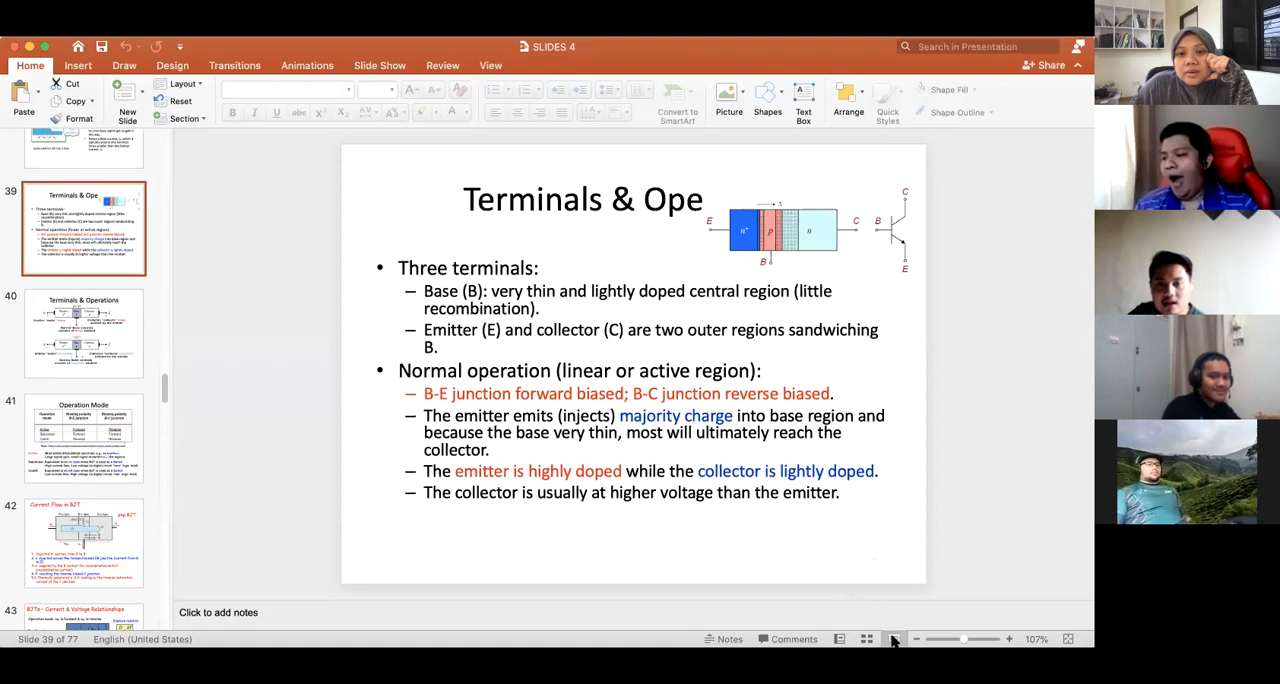 SLIDES 4
Search in Presentation
Home Insert Draw Design Transitions Animations Slide Show Review View
Share
Paste
Cut
Copy
Format
New Slide
Layout
Reset
Section
Convert to SmartArt
Picture
Shapes
Text Box
Arrange
Quick Styles
Shape Fill
Shape Outline
39
Terminals & Ope
40
Terminals & Operations
41
Operation Mode
42
Current Flow in BJT
pnp BJT
43
BJTs - Current & Voltage Relationships
Terminals & Ope
x
E
n+
p
n
C
B
C
B
E
• Three terminals:
– Base (B): very thin and lightly doped central region (little
recombination).
– Emitter (E) and collector (C) are two outer regions sandwiching
B.
• Normal operation (linear or active region):
– B-E junction forward biased; B-C junction reverse biased.
– The emitter emits (injects) majority charge into base region and
because the base very thin, most will ultimately reach the
collector.
– The emitter is highly doped while the collector is lightly doped.
– The collector is usually at higher voltage than the emitter.
Click to add notes
Slide 39 of 77 English (United States)
Notes Comments 107%